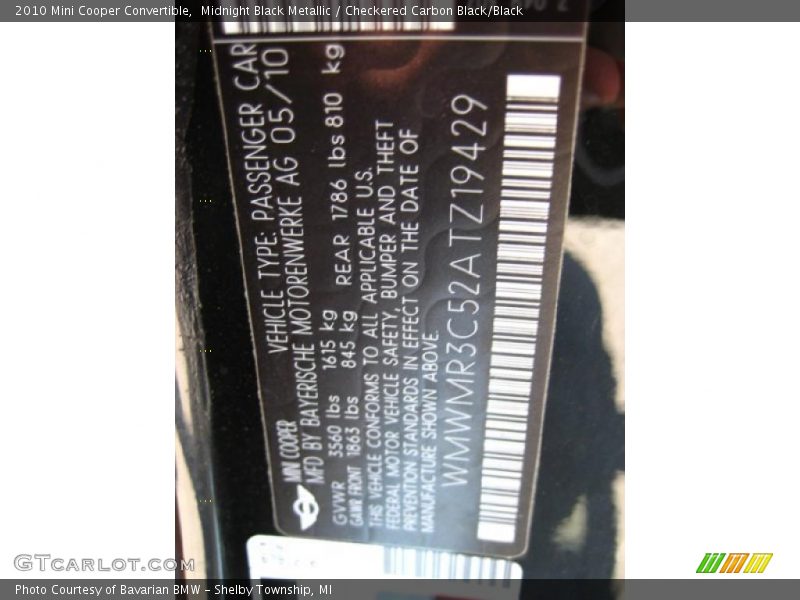 2010 Mini Cooper Convertible,  Midnight Black Metallic / Checkered Carbon Black/Black
VEHICLE TYPE: PASSENGER CAR
MINI COOPER
MFD BY BAYERISCHE MOTORENWERKE AG 05/10
GVWR 3560 lbs 1615 kg
GAWR FRONT 1863 lbs 845 kg REAR 1786 lbs 810 kg
THIS VEHICLE CONFORMS TO ALL APPLICABLE U.S.
FEDERAL MOTOR VEHICLE SAFETY, BUMPER AND THEFT
PREVENTION STANDARDS IN EFFECT ON THE DATE OF
MANUFACTURE SHOWN ABOVE.
WMWMR3C52ATZ19429
GTcarlot.com
Photo Courtesy of Bavarian BMW - Shelby Township, MI